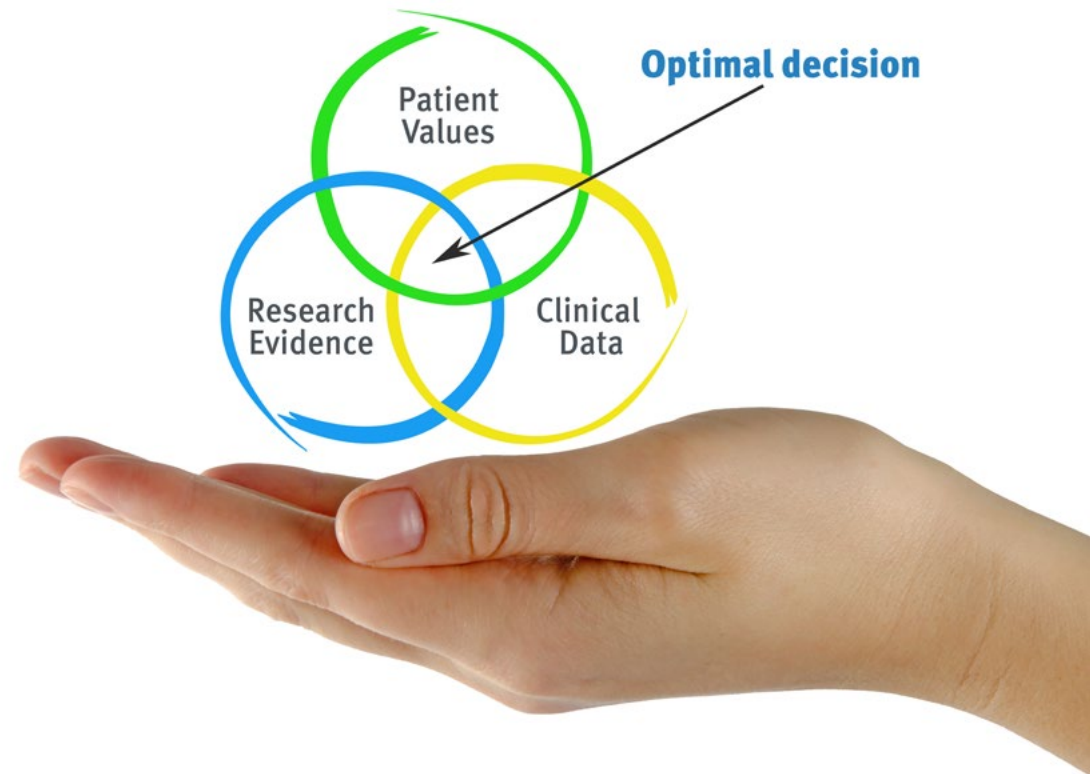 Optimal decision
Patient
Values
Research
Evidence
Clinical
Data